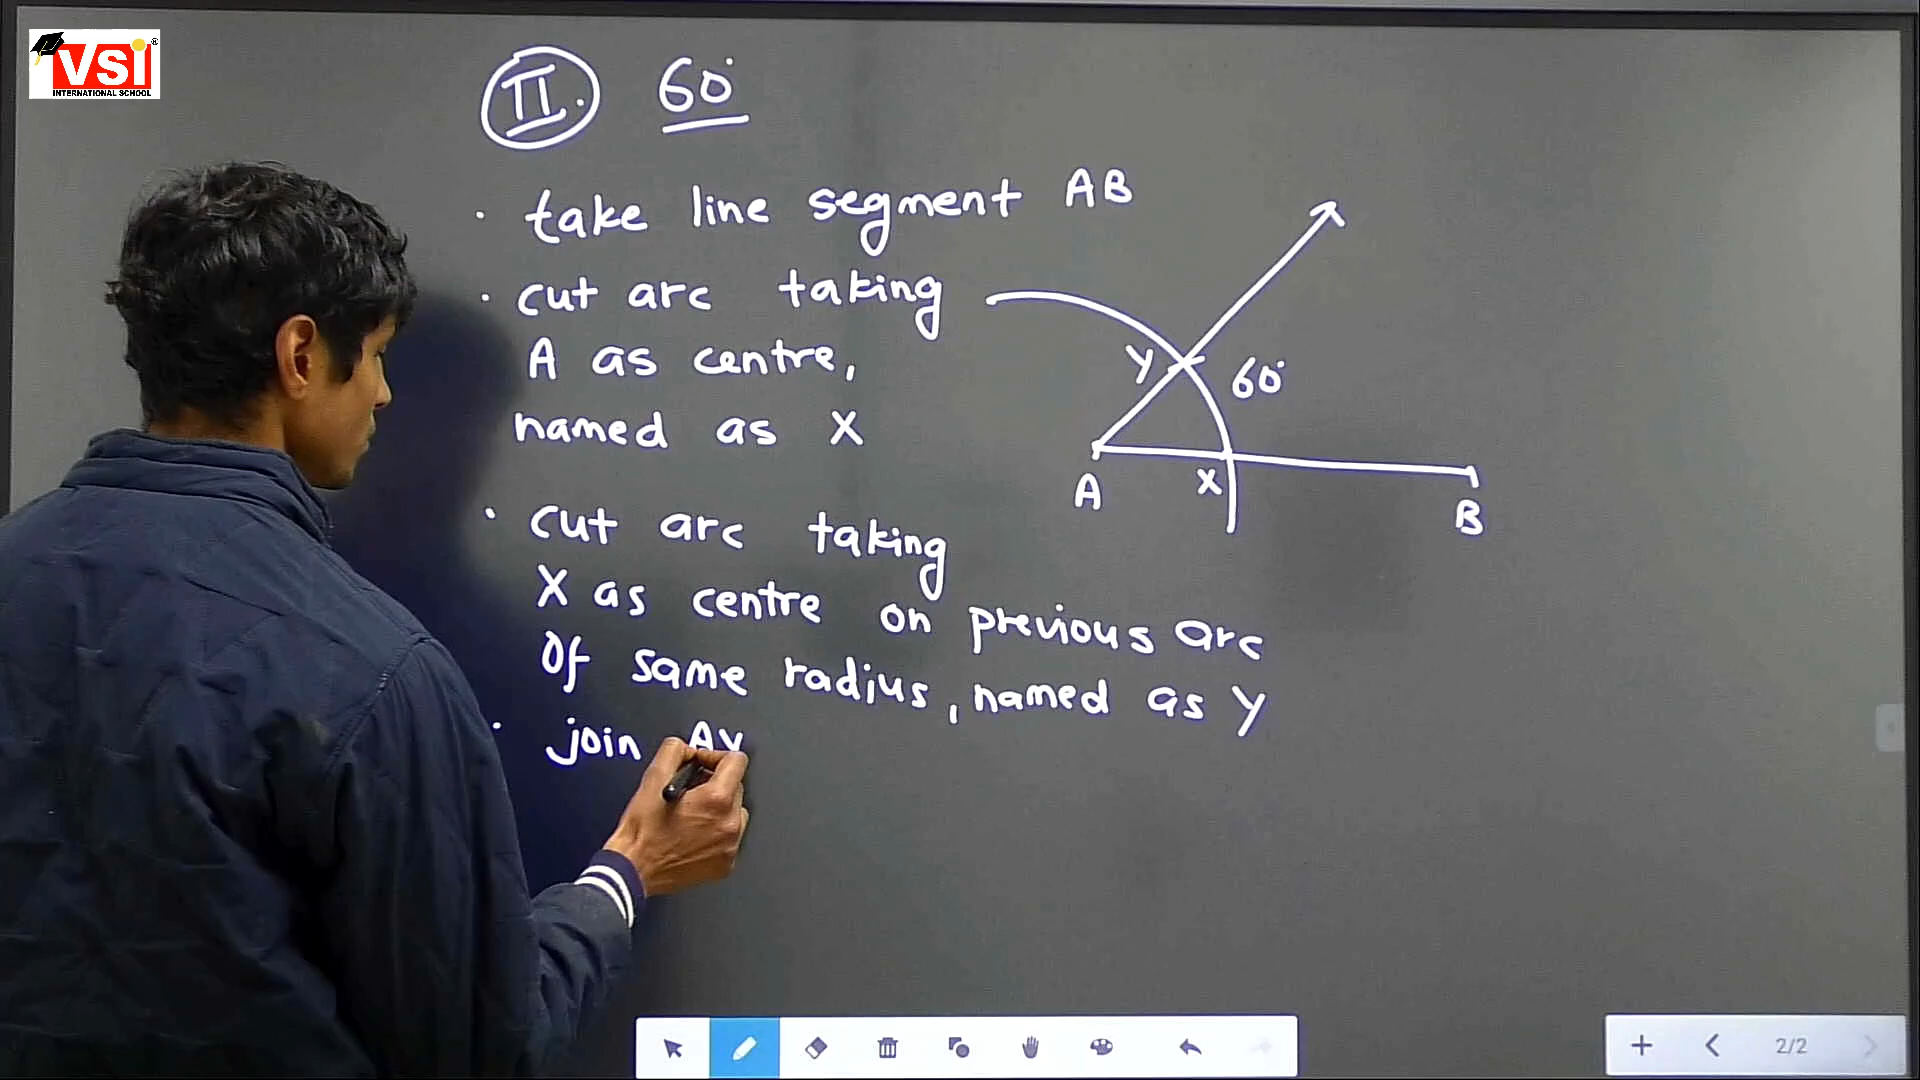 VSI
INTERNATIONAL SCHOOL
II. 60°
· take line segment AB
· cut arc taking
A as centre,
named as X
· cut arc taking
X as centre on previous arc
of same radius, named as Y
· join AY
Y
60°
A
X
B
2/2